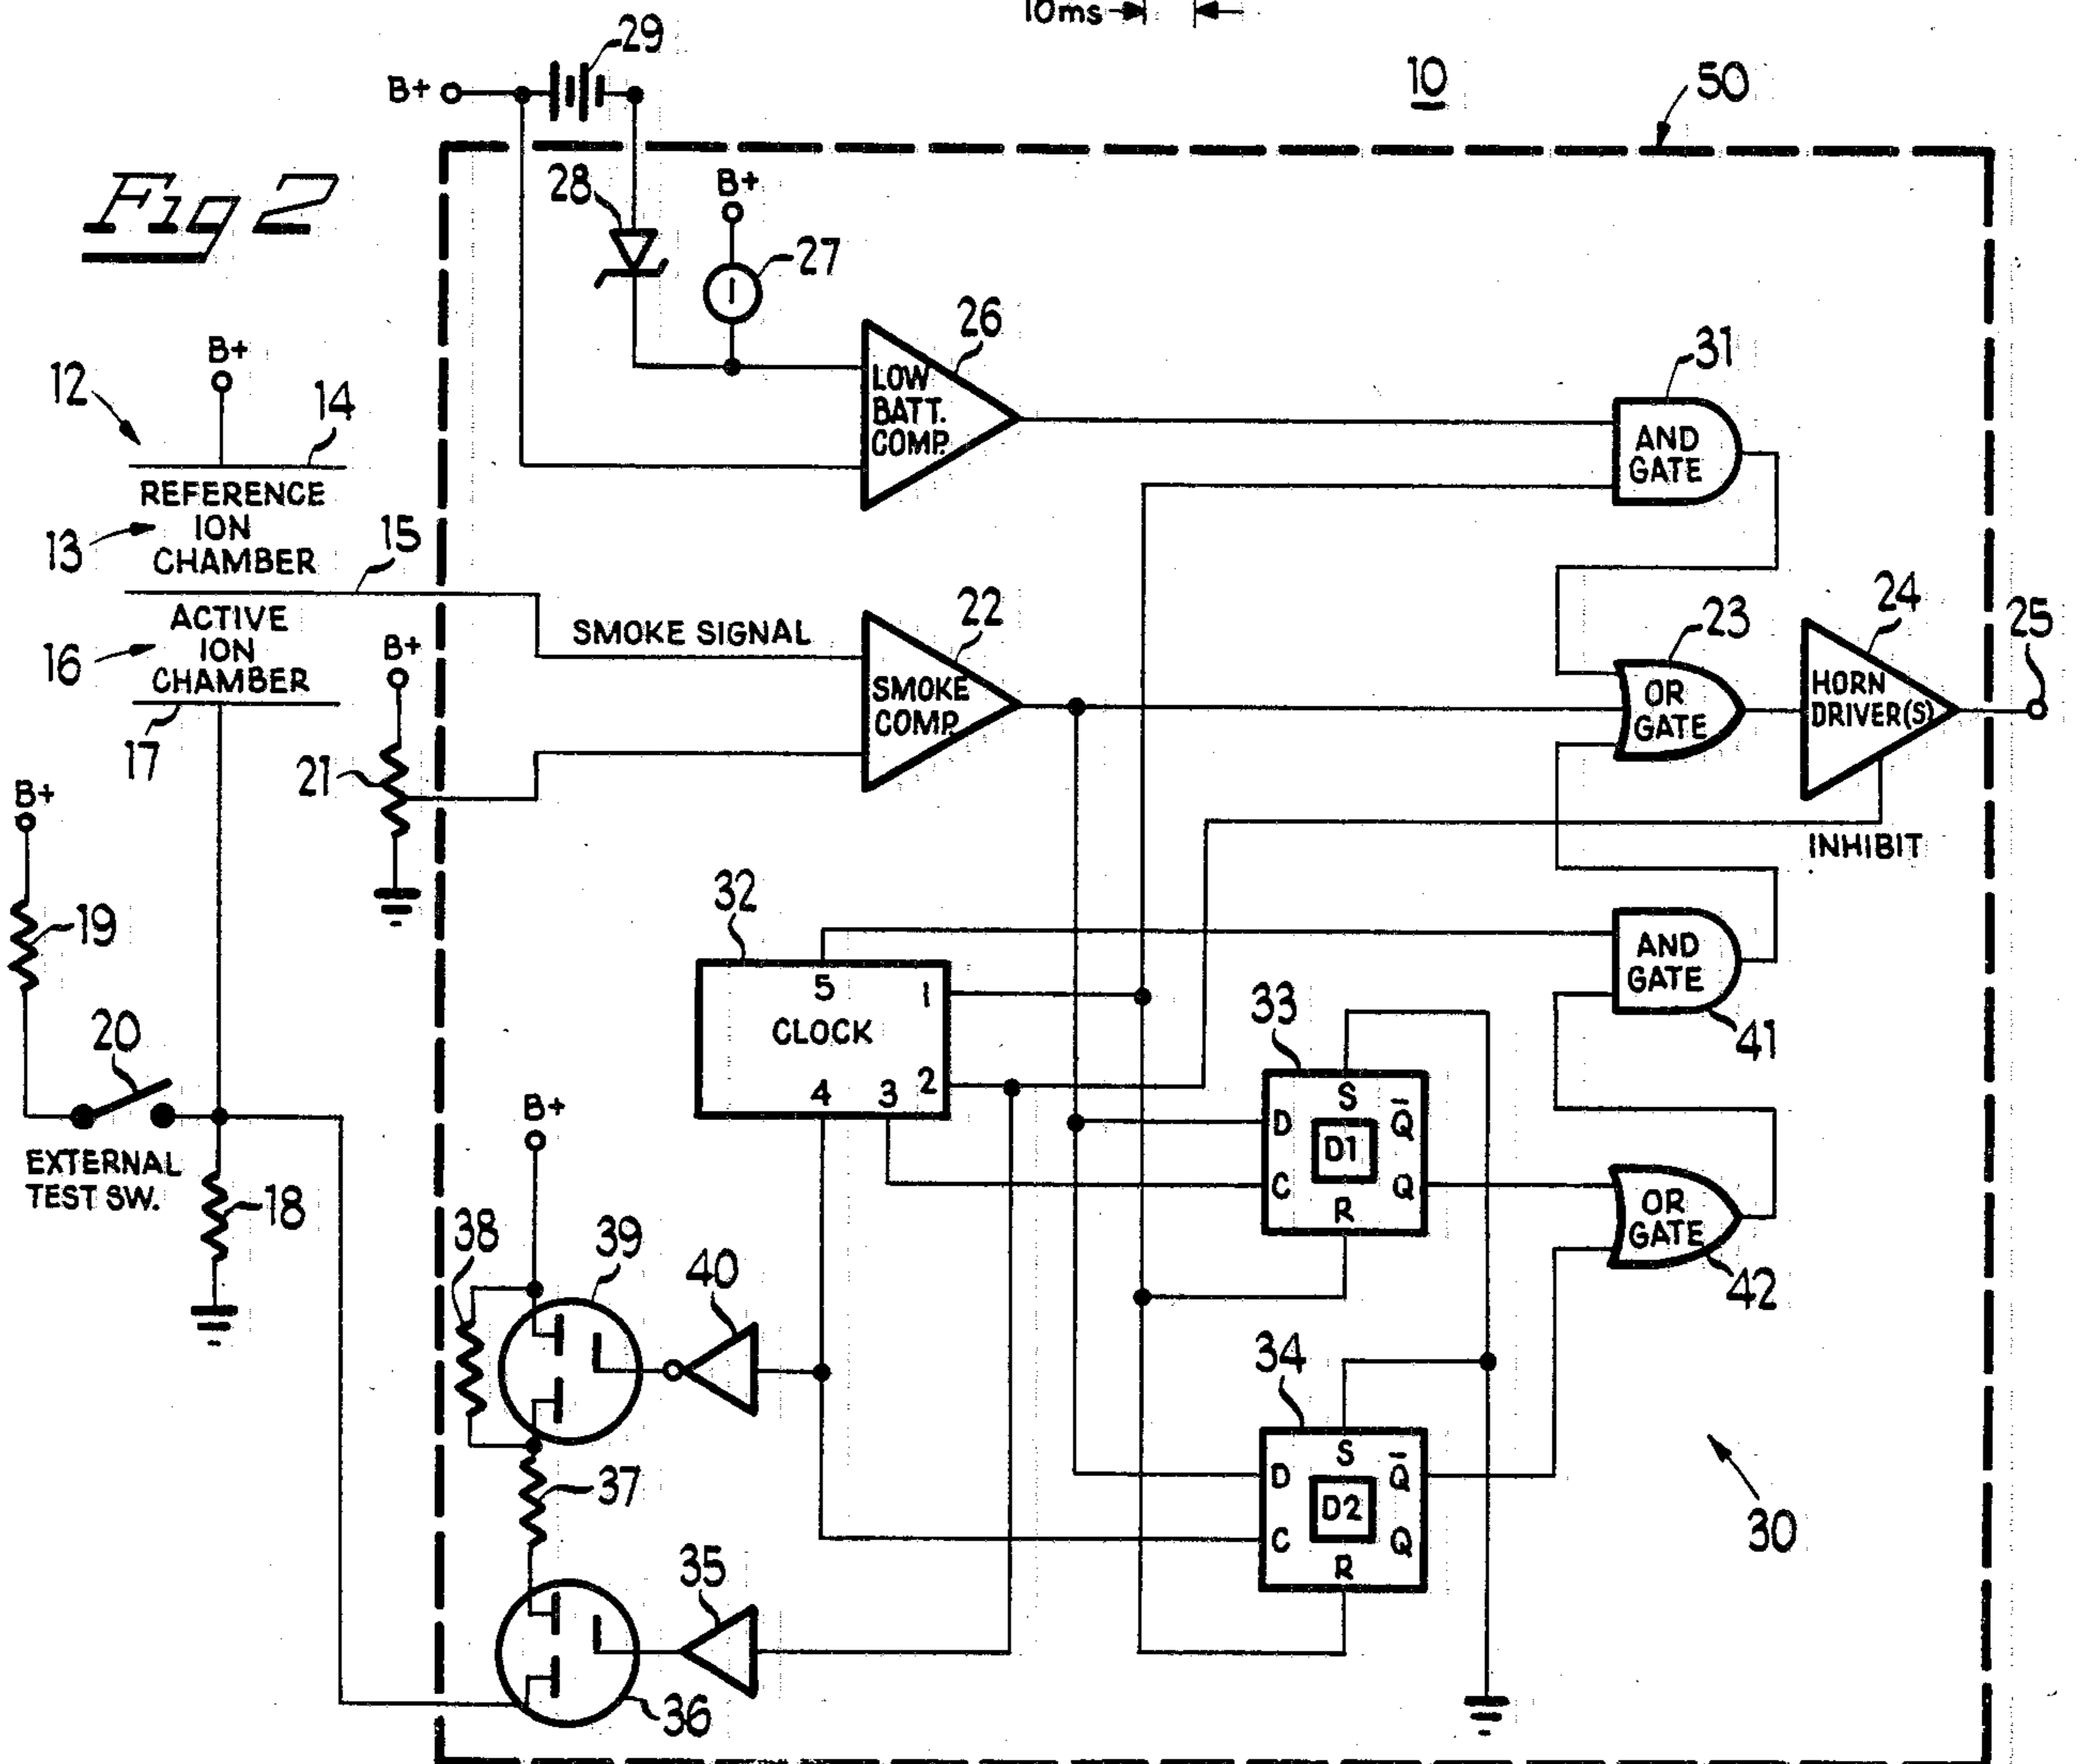 10ms
29
B+
10
50
Fig 2
28
B+
27
26
LOW
BATT.
COMP.
31
AND
GATE
B+
12
14
REFERENCE
ION
CHAMBER
13
15
ACTIVE
ION
CHAMBER
16
17
SMOKE SIGNAL
22
SMOKE
COMP.
B+
21
23
OR
GATE
24
HORN
DRIVER(S)
25
INHIBIT
B+
19
20
EXTERNAL
TEST SW.
18
32
5
1
CLOCK
2
4
3
AND
GATE
41
33
S
D
Q̅
D1
C
Q
R
OR
GATE
42
B+
38
39
40
37
34
S
D
Q̅
D2
C
Q
R
30
35
36